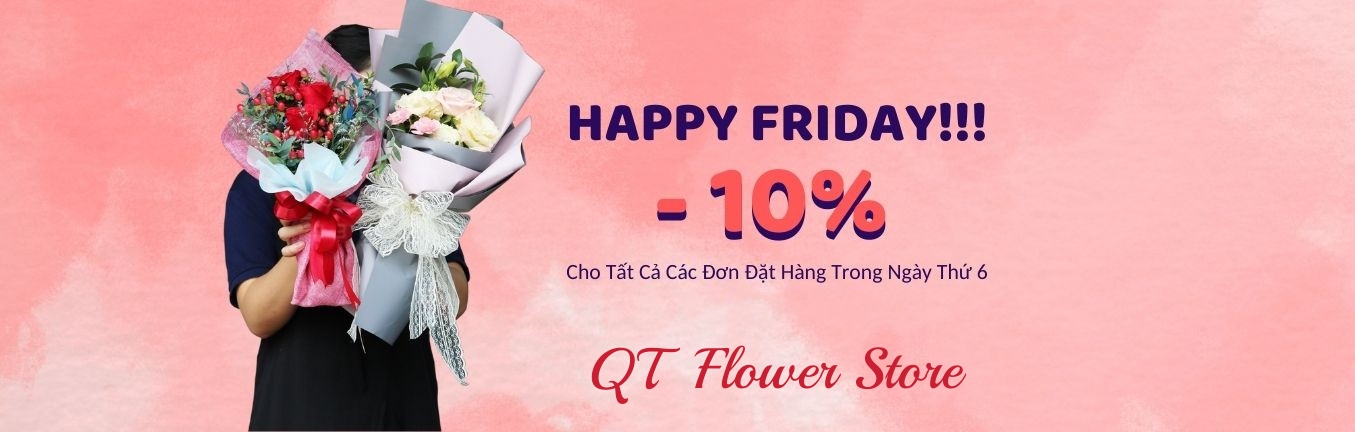 HAPPY FRIDAY!!!
- 10%
Cho Tất Cả Các Đơn Đặt Hàng Trong Ngày Thứ 6
QT Flower Store